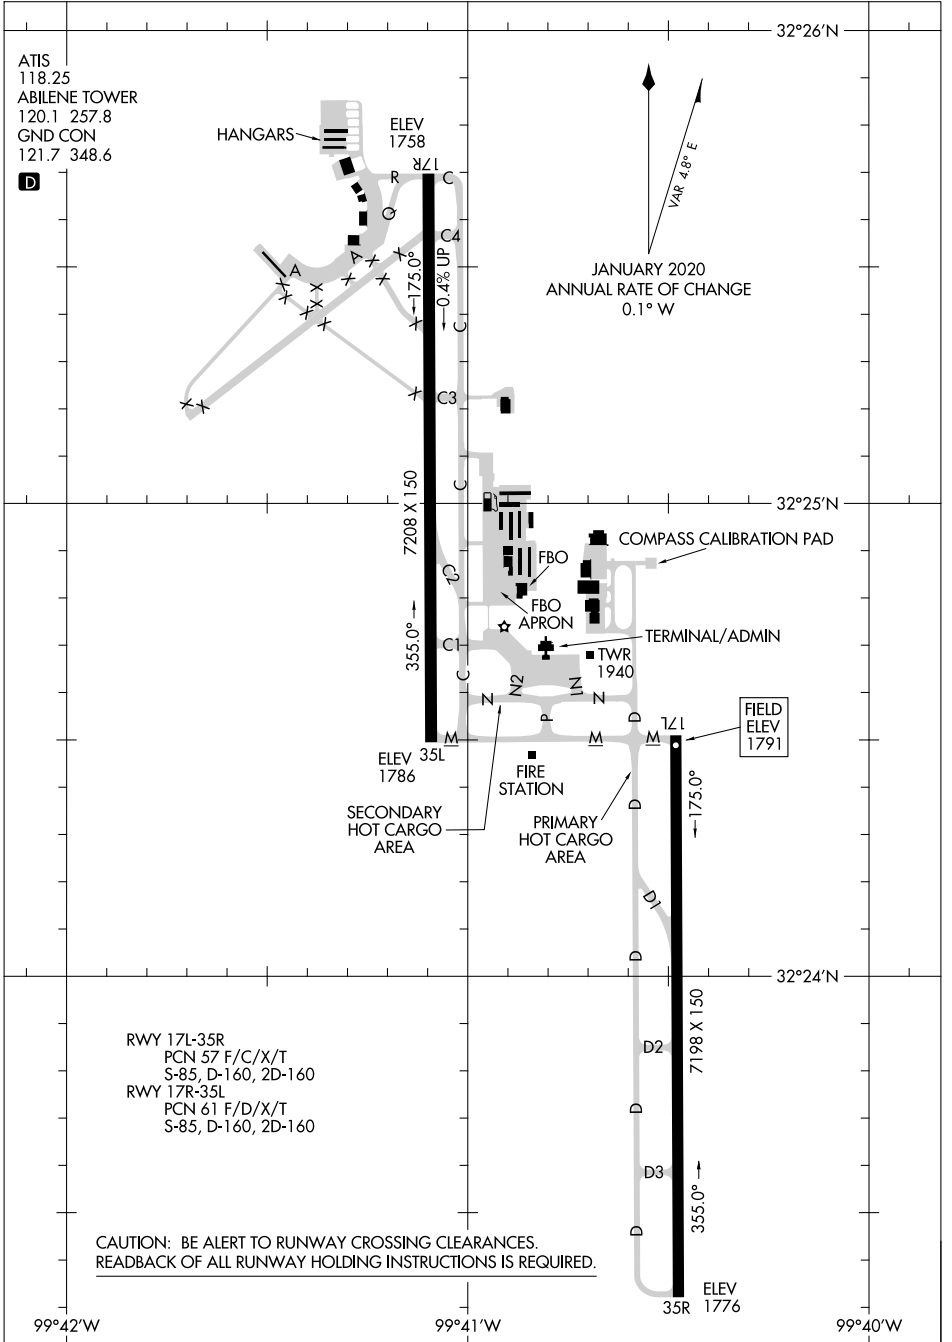 32°26'N
ATIS
118.25
ABILENE TOWER
120.1 257.8
GND CON
121.7 348.6
D
HANGARS
ELEV
1758
17R
R
C
Q
C4
A
A
X
X
X
X
X
X
X
X
X
X
X
X
X
X
175.0°
0.4% UP
VAR 4.8° E
JANUARY 2020
ANNUAL RATE OF CHANGE
0.1° W
C
C3
C
7208 X 150
32°25'N
COMPASS CALIBRATION PAD
FBO
C2
FBO
APRON
TERMINAL/ADMIN
355.0°
C1
TWR
1940
C
N
N2
N1
N
P
D
17L
FIELD
ELEV
1791
M
M
M
35L
ELEV
1786
FIRE
STATION
175.0°
SECONDARY
HOT CARGO
AREA
PRIMARY
HOT CARGO
AREA
D
D1
D
32°24'N
7198 X 150
RWY 17L-35R
PCN 57 F/C/X/T
S-85, D-160, 2D-160
RWY 17R-35L
PCN 61 F/D/X/T
S-85, D-160, 2D-160
D2
D
D3
355.0°
D
CAUTION: BE ALERT TO RUNWAY CROSSING CLEARANCES.
READBACK OF ALL RUNWAY HOLDING INSTRUCTIONS IS REQUIRED.
35R
ELEV
1776
99°42'W
99°41'W
99°40'W